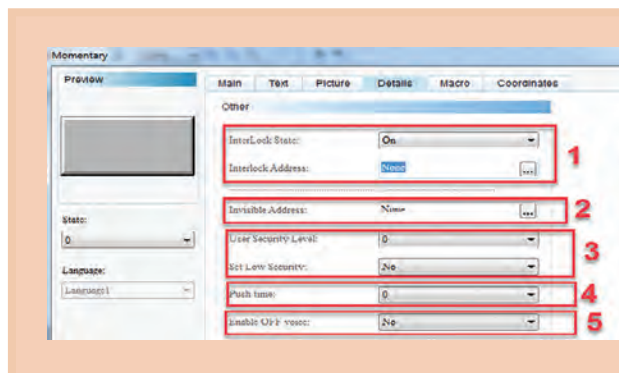 Momentary
Preview
Main Text Picture Details Macro Coordinates
Other
InterLock State: On
Interlock Address: None ...
1
Invisible Address: None ...
2
State:
0
User Security Level: 0
Set Low Security: No
3
Language:
Language1
Push time: 0
4
Enable OFF voice: No
5